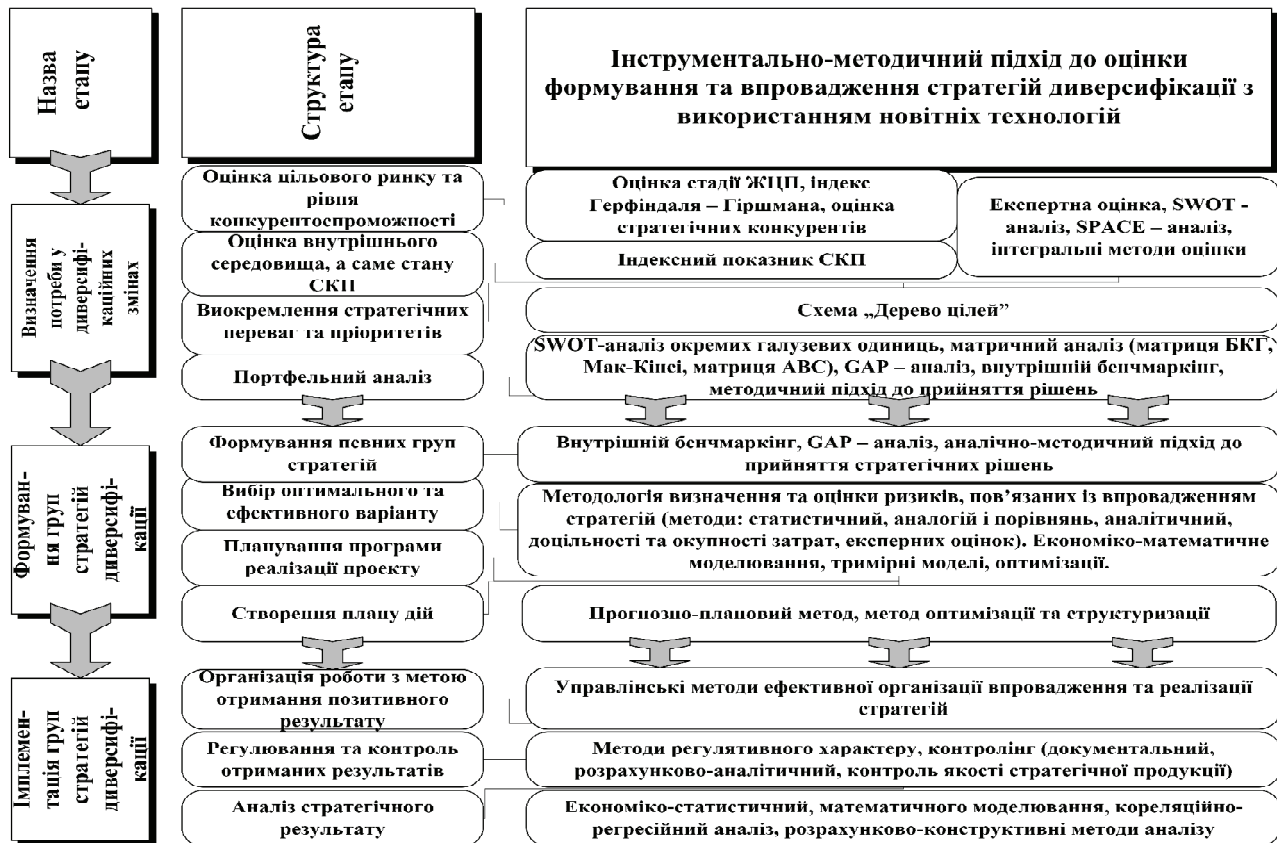 Назва
етапу
Структура
етапу
Інструментально-методичний підхід до оцінки
формування та впровадження стратегій диверсифікації з
використанням новітніх технологій
Визначення
потреби у
диверсифі-
каційних
змінах
Оцінка цільового ринку та
рівня
конкурентоспроможності
Оцінка стадії ЖЦП, індекс
Герфіндаля – Гіршмана, оцінка
стратегічних конкурентів
Експертна оцінка, SWOT -
аналіз, SPACE – аналіз,
інтегральні методи оцінки
Оцінка внутрішнього
середовища, а саме стану
СКП
Індексний показник СКП
Виокремлення стратегічних
переваг та пріоритетів
Схема „Дерево цілей”
Портфельний аналіз
SWOT-аналіз окремих галузевих одиниць, матричний аналіз (матриця БКГ,
Мак-Кінсі, матриця АВС), GAP – аналіз, внутрішній бенчмаркінг,
методичний підхід до прийняття рішень
Формуван-
ня груп
стратегій
диверсифі-
кації
Формування певних груп
стратегій
Внутрішній бенчмаркінг, GAP – аналіз, аналічно-методичний підхід до
прийняття стратегічних рішень
Вибір оптимального та
ефективного варіанту
Методологія визначення та оцінки ризиків, пов’язаних із впровадженням
стратегій (методи: статистичний, аналогій і порівнянь, аналітичний,
доцільності та окупності затрат, експерних оцінок). Економіко-математичне
моделювання, тримірні моделі, оптимізації.
Планування програми
реалізації проекту
Створення плану дій
Прогнозно-плановий метод, метод оптимізації та структуризації
Імплемен-
тація груп
стратегій
диверсифі-
кації
Організація роботи з метою
отримання позитивного
результату
Управлінські методи ефективної організації впровадження та реалізації
стратегій
Регулювання та контроль
отриманих результатів
Методи регулятивного характеру, контролінг (документальний,
розрахунково-аналітичний, контроль якості стратегічної продукції)
Аналіз стратегічного
результату
Економіко-статистичний, математичного моделювання, кореляційно-
регресійний аналіз, розрахунково-конструктивні методи аналізу